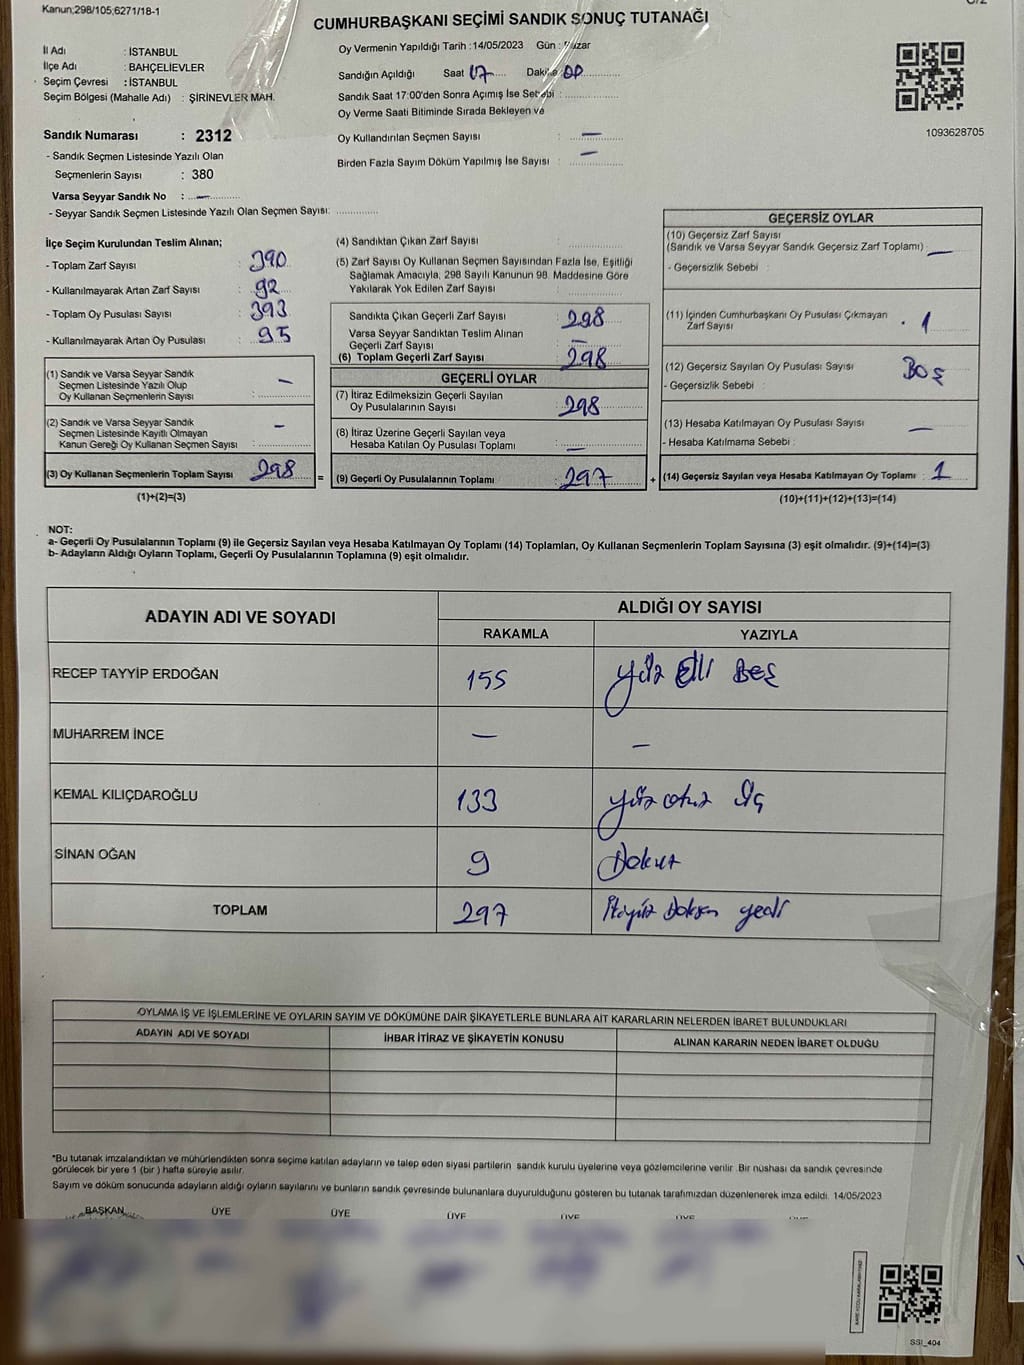 Kanun;298/105;6271/18-1
CUMHURBAŞKANI SEÇİMİ SANDIK SONUÇ TUTANAĞI
İl Adı : İSTANBUL
İlçe Adı : BAHÇELİEVLER
Seçim Çevresi : İSTANBUL
Seçim Bölgesi (Mahalle Adı) : ŞİRİNEVLER MAH.
Sandık Numarası : 2312
- Sandık Seçmen Listesinde Yazılı Olan
Seçmenlerin Sayısı : 380
Varsa Seyyar Sandık No : —
- Seyyar Sandık Seçmen Listesinde Yazılı Olan Seçmen Sayısı:
Oy Vermenin Yapıldığı Tarih :14/05/2023 Gün : Pazar
Sandığın Açıldığı Saat 17 Dakika 00
Sandık Saat 17:00'den Sonra Açımış İse Sebebi :
Oy Verme Saati Bitiminde Sırada Bekleyen ve
Oy Kullandırılan Seçmen Sayısı : —
Birden Fazla Sayım Döküm Yapılmış İse Sayısı : —
1093628705
İlçe Seçim Kurulundan Teslim Alınan;
- Toplam Zarf Sayısı : 390
- Kullanılmayarak Artan Zarf Sayısı : 92
- Toplam Oy Pusulası Sayısı : 393
- Kullanılmayarak Artan Oy Pusulası : 95
(1) Sandık ve Varsa Seyyar Sandık
Seçmen Listesinde Yazılı Olup
Oy Kullanan Seçmenlerin Sayısı : —
(2) Sandık ve Varsa Seyyar Sandık
Seçmen Listesinde Kayıtlı Olmayan
Kanun Gereği Oy Kullanan Seçmen Sayısı : —
(3) Oy Kullanan Seçmenlerin Toplam Sayısı : 298 =
(1)+(2)=(3)
(4) Sandıktan Çıkan Zarf Sayısı :
(5) Zarf Sayısı Oy Kullanan Seçmen Sayısından Fazla İse, Eşitliği
Sağlamak Amacıyla, 298 Sayılı Kanunun 98. Maddesine Göre
Yakılarak Yok Edilen Zarf Sayısı :
Sandıkta Çıkan Geçerli Zarf Sayısı : 298
Varsa Seyyar Sandıktan Teslim Alınan
Geçerli Zarf Sayısı : —
(6) Toplam Geçerli Zarf Sayısı : 298
GEÇERLİ OYLAR
(7) İtiraz Edilmeksizin Geçerli Sayılan
Oy Pusulalarının Sayısı : 298
(8) İtiraz Üzerine Geçerli Sayılan veya
Hesaba Katılan Oy Pusulası Toplamı : —
(9) Geçerli Oy Pusulalarının Toplamı : 297 +
GEÇERSİZ OYLAR
(10) Geçersiz Zarf Sayısı
(Sandık ve Varsa Seyyar Sandık Geçersiz Zarf Toplamı) : —
- Geçersizlik Sebebi :
(11) İçinden Cumhurbaşkanı Oy Pusulası Çıkmayan
Zarf Sayısı : 1
(12) Geçersiz Sayılan Oy Pusulası Sayısı : BOŞ
- Geçersizlik Sebebi :
(13) Hesaba Katılmayan Oy Pusulası Sayısı : —
- Hesaba Katılmama Sebebi :
(14) Geçersiz Sayılan veya Hesaba Katılmayan Oy Toplamı : 1
(10)+(11)+(12)+(13)=(14)
NOT:
a- Geçerli Oy Pusulalarının Toplamı (9) ile Geçersiz Sayılan veya Hesaba Katılmayan Oy Toplamı (14) Toplamları, Oy Kullanan Seçmenlerin Toplam Sayısına (3) eşit olmalıdır. (9)+(14)=(3)
b- Adayların Aldığı Oyların Toplamı, Geçerli Oy Pusulalarının Toplamına (9) eşit olmalıdır.
ADAYIN ADI VE SOYADI ALDIĞI OY SAYISI
RAKAMLA YAZIYLA
RECEP TAYYİP ERDOĞAN 155 yüz Elli Beş
MUHARREM İNCE — —
KEMAL KILIÇDAROĞLU 133 yüz otuz üç
SİNAN OĞAN 9 Dokuz
TOPLAM 297 İkiyüz Doksan yedi
OYLAMA İŞ VE İŞLEMLERİNE VE OYLARIN SAYIM VE DÖKÜMÜNE DAİR ŞİKAYETLERLE BUNLARA AİT KARARLARIN NELERDEN İBARET BULUNDUKLARI
ADAYIN ADI VE SOYADI İHBAR İTİRAZ VE ŞİKAYETİN KONUSU ALINAN KARARIN NEDEN İBARET OLDUĞU
*Bu tutanak imzalandıktan ve mühürlendikten sonra seçime katılan adayların ve talep eden siyasi partilerin sandık kurulu üyelerine veya gözlemcilerine verilir .Bir nüshası da sandık çevresinde
görülecek bir yere 1 (bir ) hafta süreyle asılır.
Sayım ve döküm sonucunda adayların aldığı oyların sayılarını ve bunların sandık çevresinde bulunanlara duyurulduğunu gösteren bu tutanak tarafımızdan düzenlenerek imza edildi. 14/05/2023
BAŞKAN ÜYE ÜYE ÜYE ÜYE ÜYE
SSI_404